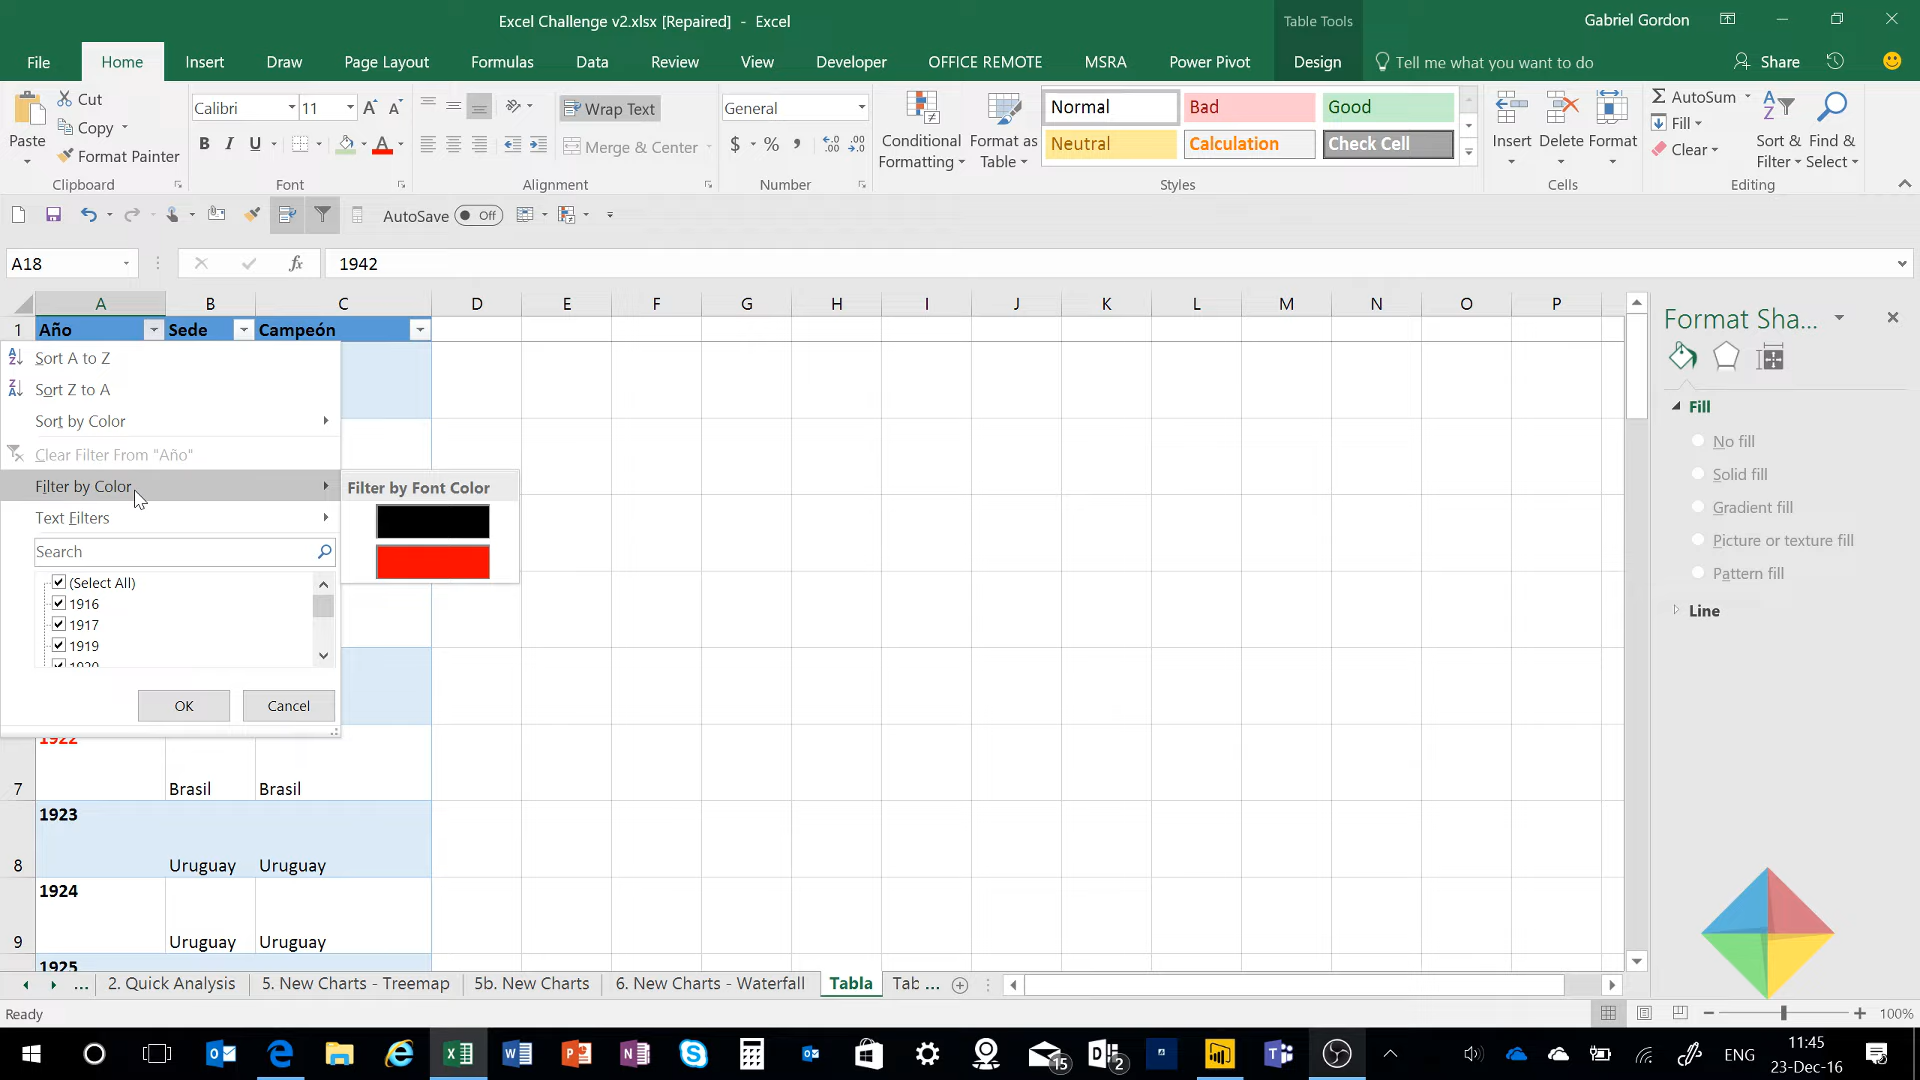 Excel Challenge v2.xlsx [Repaired] - Excel
Table Tools
Gabriel Gordon
File Home Insert Draw Page Layout Formulas Data Review View Developer OFFICE REMOTE MSRA Power Pivot Design Tell me what you want to do Share
Paste
Cut
Copy
Format Painter
Clipboard
Calibri 11
B I U
Font
Wrap Text
Merge & Center
Alignment
General
$ % ,
Number
Conditional Formatting
Format as Table
Normal Bad Good
Neutral Calculation Check Cell
Styles
Insert Delete Format
Cells
AutoSum
Fill
Clear
Sort & Filter
Find & Select
Editing
AutoSave Off
A18 fx 1942
A B C D E F G H I J K L M N O P
1 Año Sede Campeón
Sort A to Z
Sort Z to A
Sort by Color
Clear Filter From "Año"
Filter by Color
Text Filters
Search
(Select All)
1916
1917
1919
1920
OK Cancel
Filter by Font Color
1922
7 Brasil Brasil
1923
8 Uruguay Uruguay
1924
9 Uruguay Uruguay
1925
Format Sha...
Fill
No fill
Solid fill
Gradient fill
Picture or texture fill
Pattern fill
Line
... 2. Quick Analysis 5. New Charts - Treemap 5b. New Charts 6. New Charts - Waterfall Tabla Tab ...
Ready
100%
15
2
ENG
11:45
23-Dec-16